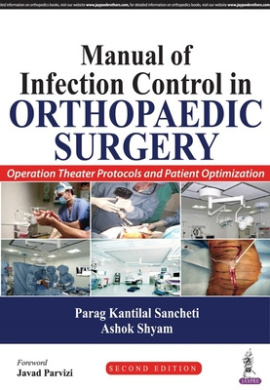 Manual of
Infection Control in
ORTHOPAEDIC
SURGERY
Operation Theater Protocols and Patient Optimization
Parag Kantilal Sancheti
Ashok Shyam
Foreword
Javad Parvizi
SECOND EDITION